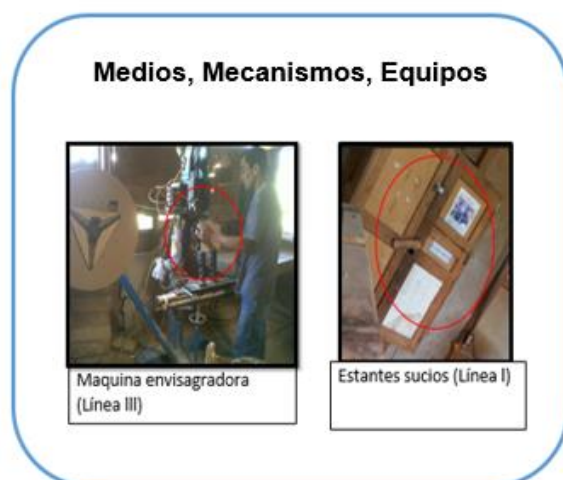 Medios, Mecanismos, Equipos
Maquina envisagradora
(Línea III)
Estantes sucios (Línea I)